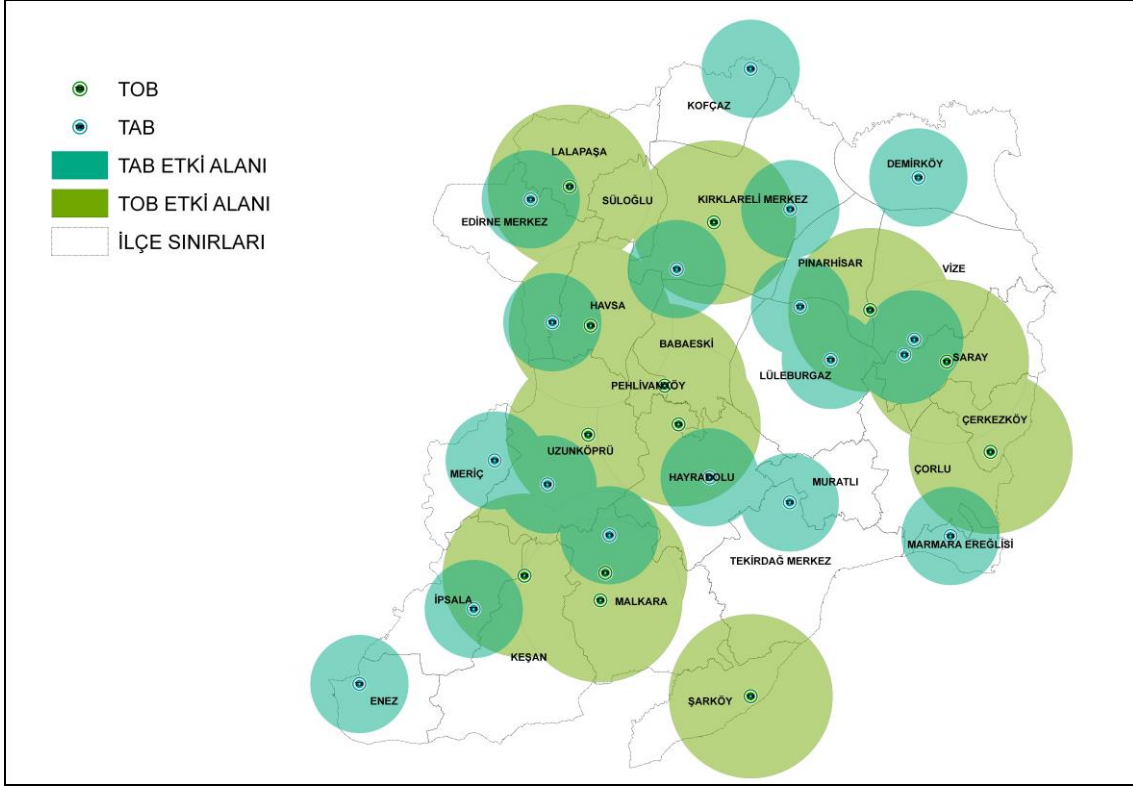 TOB
TAB
TAB ETKİ ALANI
TOB ETKİ ALANI
İLÇE SINIRLARI
KOFÇAZ
LALAPAŞA
DEMİRKÖY
SÜLOĞLU
KIRKLARELİ MERKEZ
EDİRNE MERKEZ
PINARHİSAR
VİZE
HAVSA
BABAESKİ
SARAY
LÜLEBURGAZ
PEHLİVANKÖY
ÇERKEZKÖY
UZUNKÖPRÜ
MERİÇ
HAYRABOLU
ÇORLU
MURATLI
MARMARA EREĞLİSİ
TEKİRDAĞ MERKEZ
İPSALA
MALKARA
KEŞAN
ENEZ
ŞARKÖY